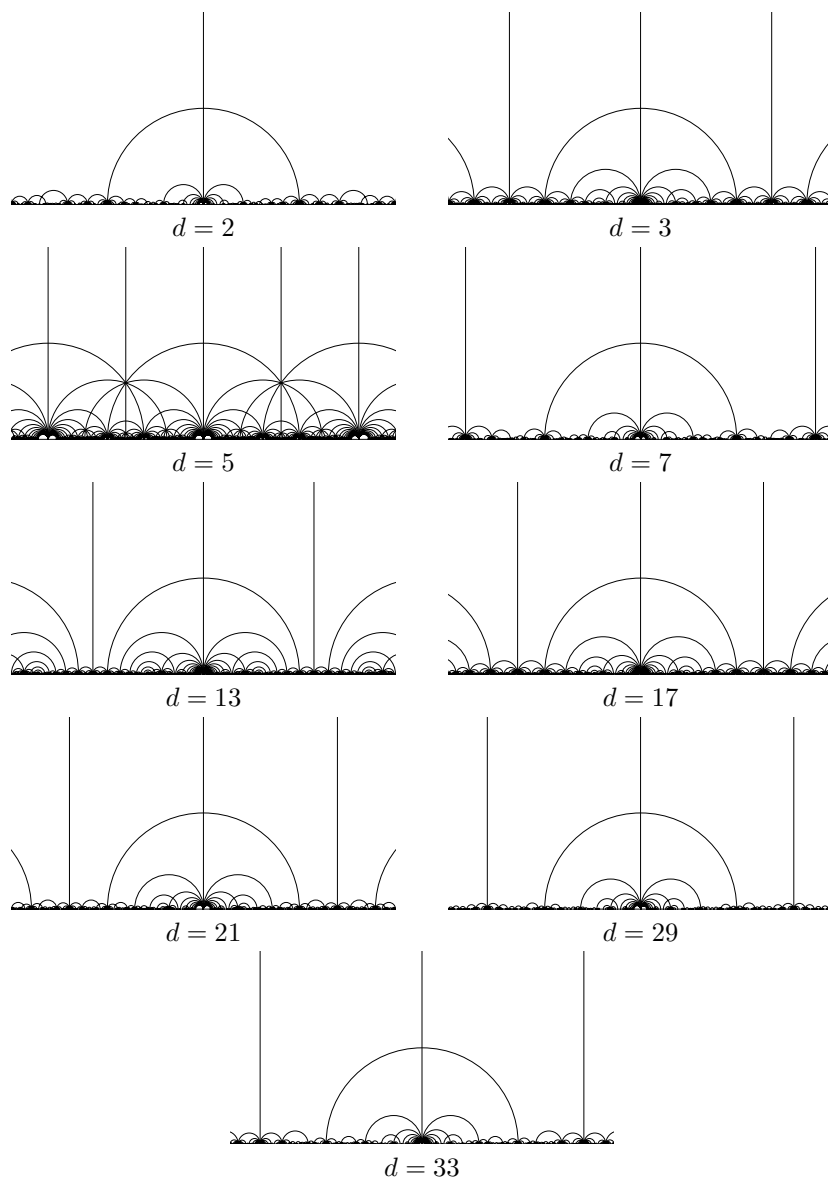 d = 2
d = 3
d = 5
d = 7
d = 13
d = 17
d = 21
d = 29
d = 33